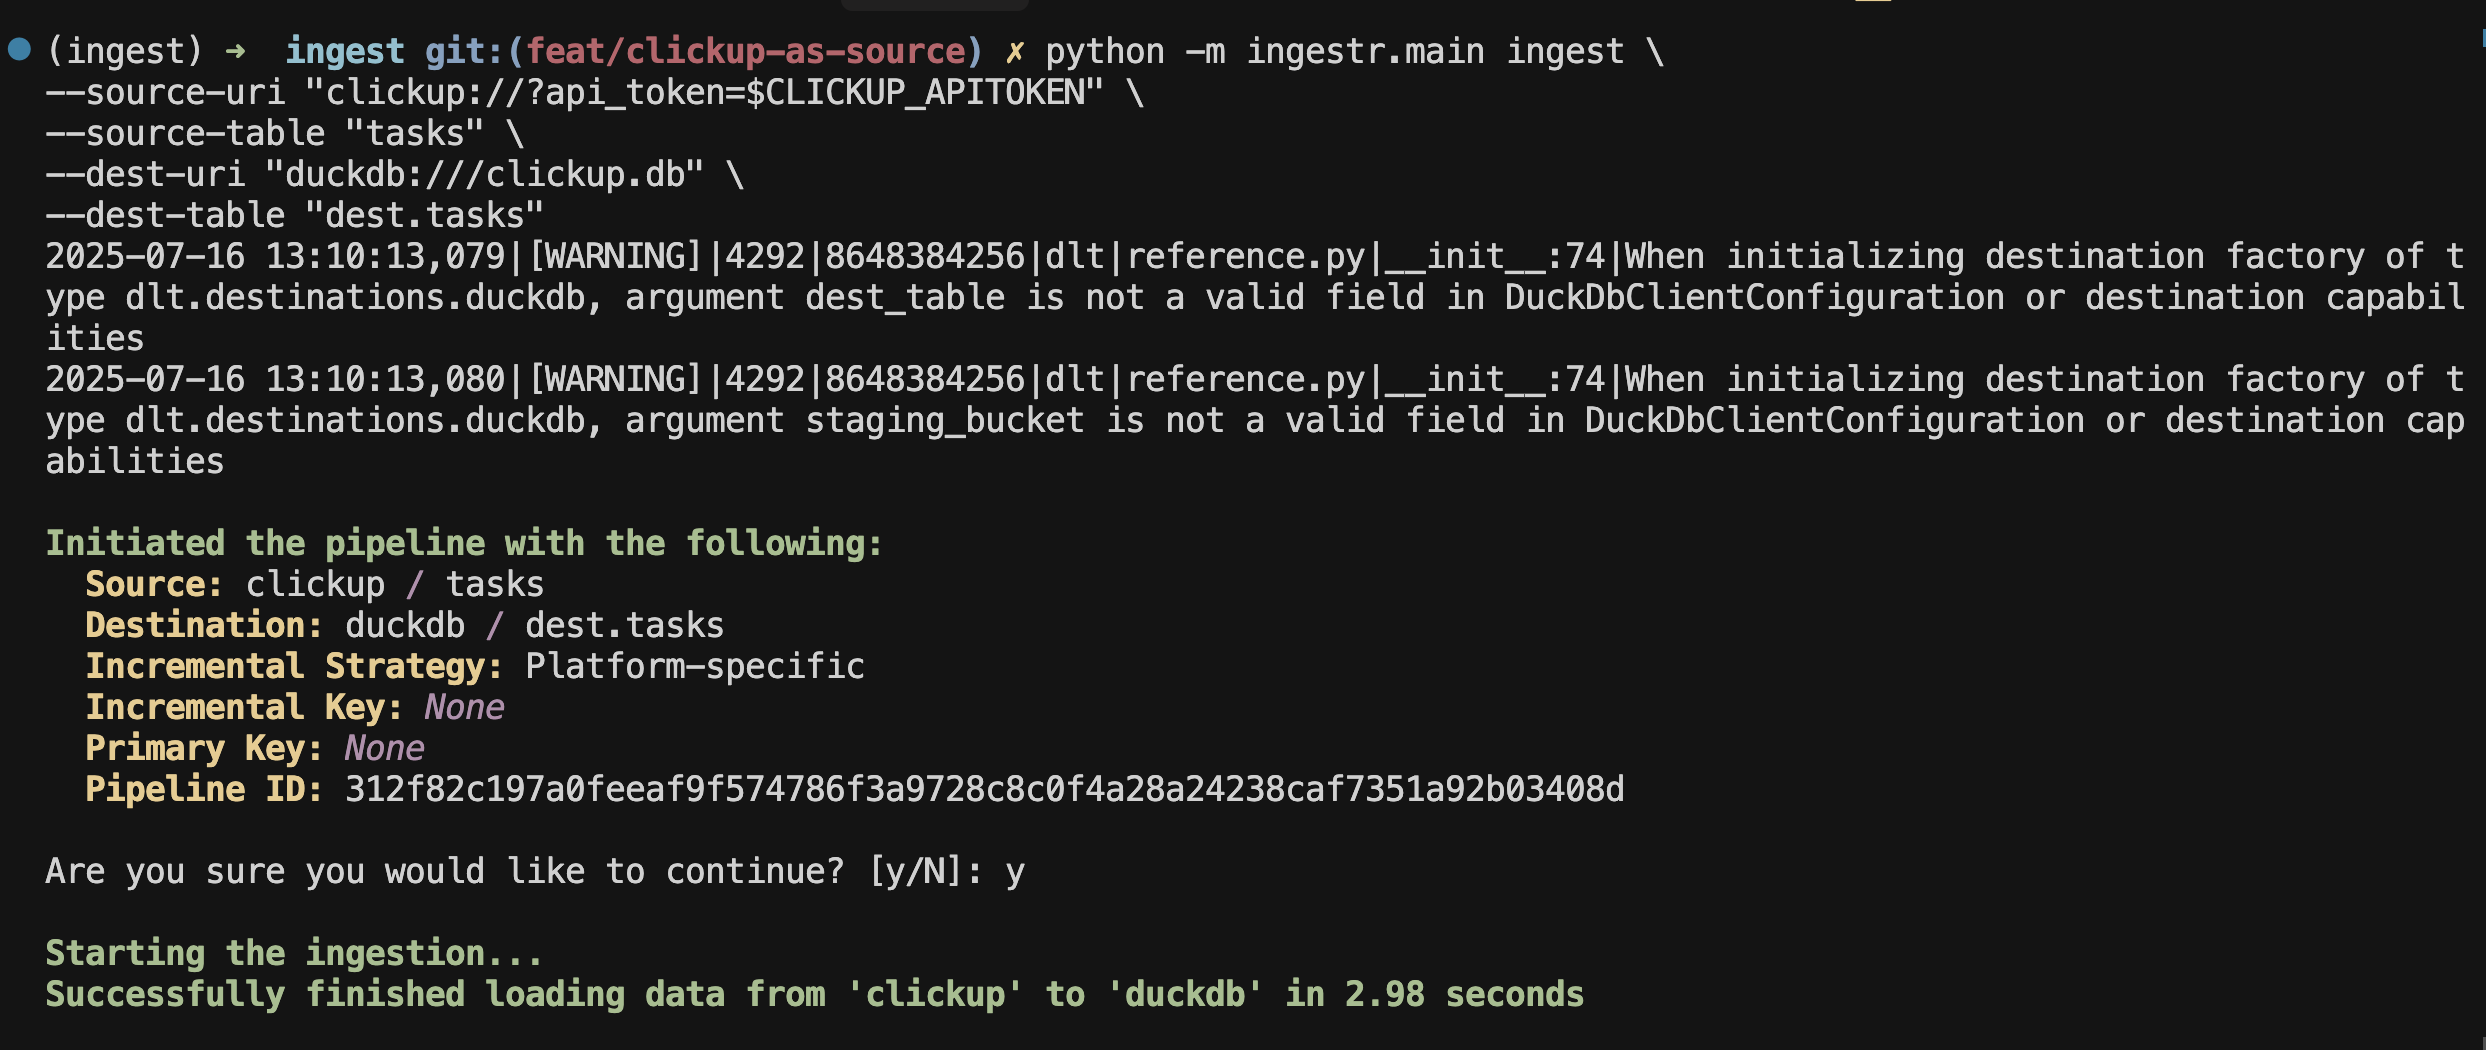 (ingest) ➜  ingest git:(feat/clickup-as-source) ✗ python -m ingestr.main ingest \
--source-uri "clickup://?api_token=$CLICKUP_APITOKEN" \
--source-table "tasks" \
--dest-uri "duckdb:///clickup.db" \
--dest-table "dest.tasks"
2025-07-16 13:10:13,079|[WARNING]|4292|8648384256|dlt|reference.py|__init__:74|When initializing destination factory of t
ype dlt.destinations.duckdb, argument dest_table is not a valid field in DuckDbClientConfiguration or destination capabil
ities
2025-07-16 13:10:13,080|[WARNING]|4292|8648384256|dlt|reference.py|__init__:74|When initializing destination factory of t
ype dlt.destinations.duckdb, argument staging_bucket is not a valid field in DuckDbClientConfiguration or destination cap
abilities
Initiated the pipeline with the following:
  Source: clickup / tasks
  Destination: duckdb / dest.tasks
  Incremental Strategy: Platform-specific
  Incremental Key: None
  Primary Key: None
  Pipeline ID: 312f82c197a0feeaf9f574786f3a9728c8c0f4a28a24238caf7351a92b03408d
Are you sure you would like to continue? [y/N]: y
Starting the ingestion...
Successfully finished loading data from 'clickup' to 'duckdb' in 2.98 seconds